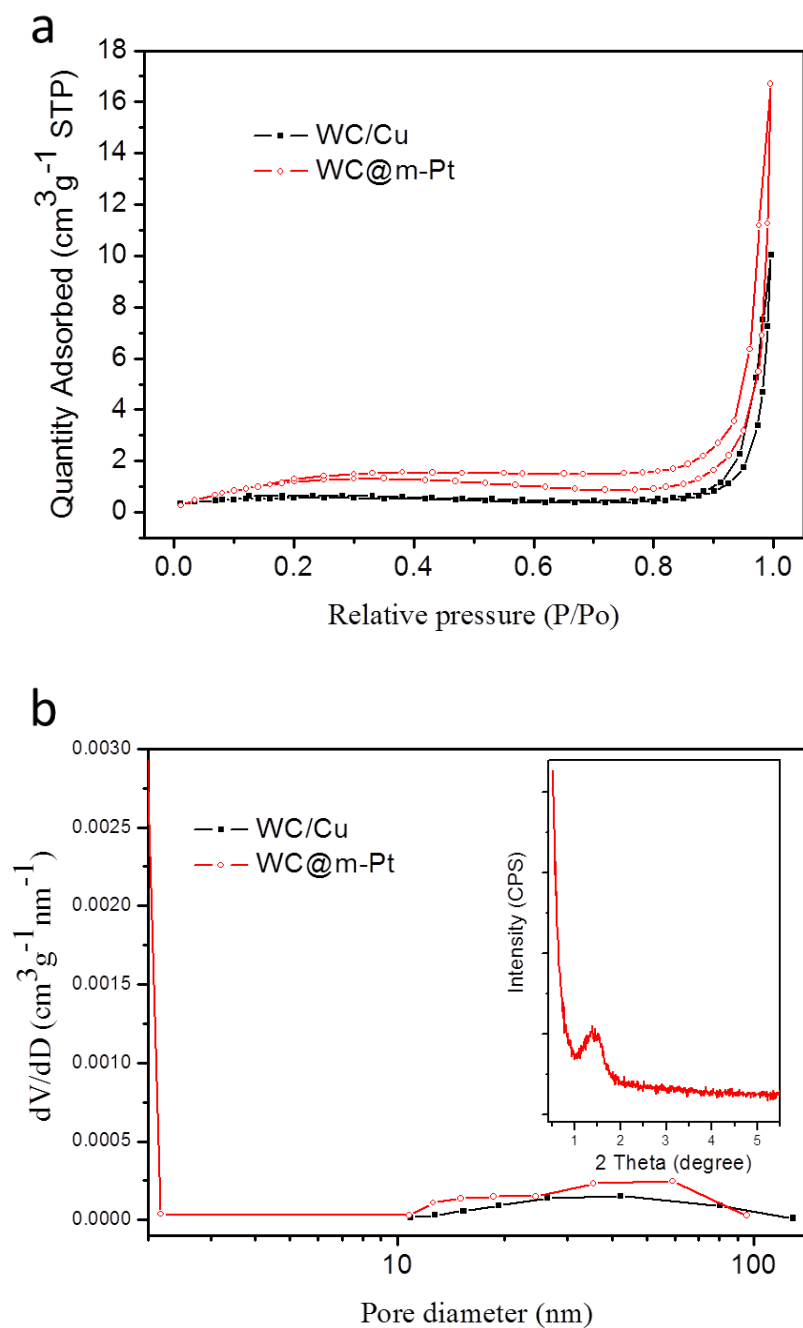 a
18
16
14
12
10
8
6
4
2
0
Quantity Adsorbed (cm³g⁻¹ STP)
WC/Cu
WC@m-Pt
0.0 0.2 0.4 0.6 0.8 1.0
Relative pressure (P/Po)
b
0.0030
0.0025
0.0020
0.0015
0.0010
0.0005
0.0000
dV/dD (cm³g⁻¹nm⁻¹)
WC/Cu
WC@m-Pt
Intensity (CPS)
1 2 3 4 5
2 Theta (degree)
10 100
Pore diameter (nm)